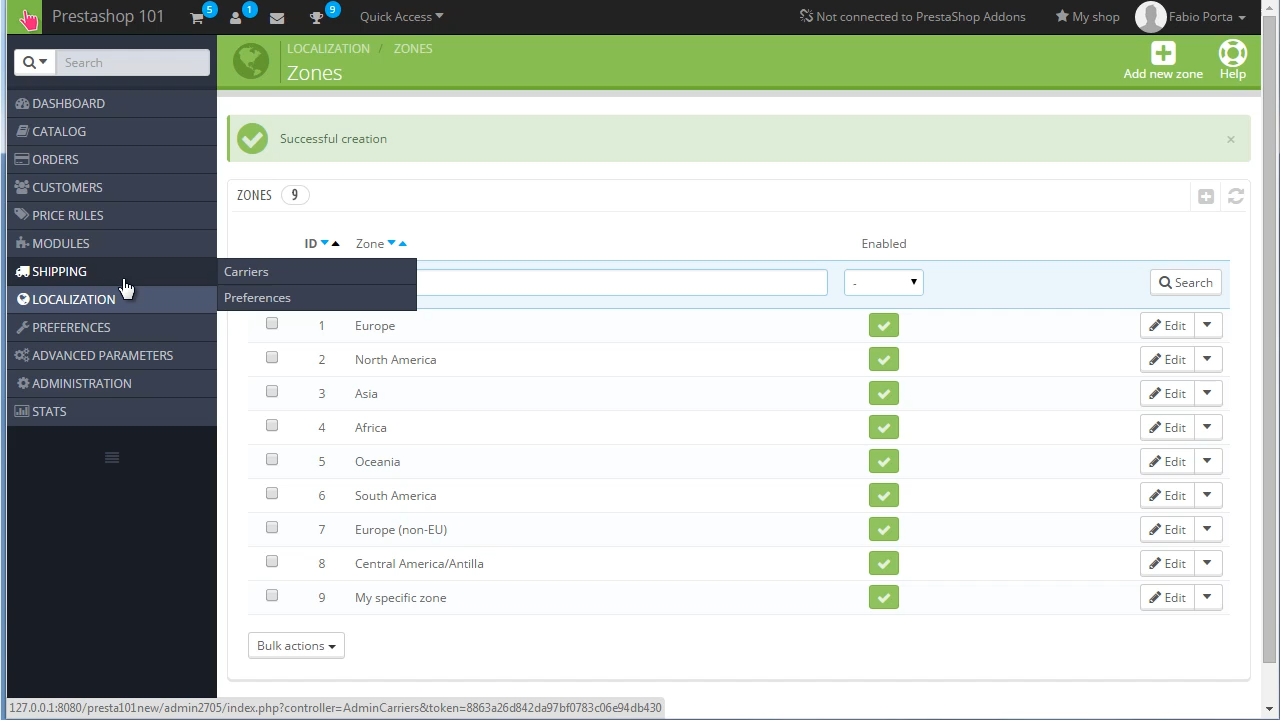 Prestashop 101
5
1
9
Quick Access
Not connected to PrestaShop Addons
My shop
Fabio Porta
Search
LOCALIZATION / ZONES
Zones
Add new zone
Help
DASHBOARD
CATALOG
ORDERS
CUSTOMERS
PRICE RULES
MODULES
SHIPPING
LOCALIZATION
PREFERENCES
ADVANCED PARAMETERS
ADMINISTRATION
STATS
Carriers
Preferences
Successful creation
×
ZONES 9
ID Zone Enabled
- Search
1 Europe Edit
2 North America Edit
3 Asia Edit
4 Africa Edit
5 Oceania Edit
6 South America Edit
7 Europe (non-EU) Edit
8 Central America/Antilla Edit
9 My specific zone Edit
Bulk actions
127.0.0.1:8080/presta101new/admin2705/index.php?controller=AdminCarriers&token=8863a26d842da97bf0783c06e94db430